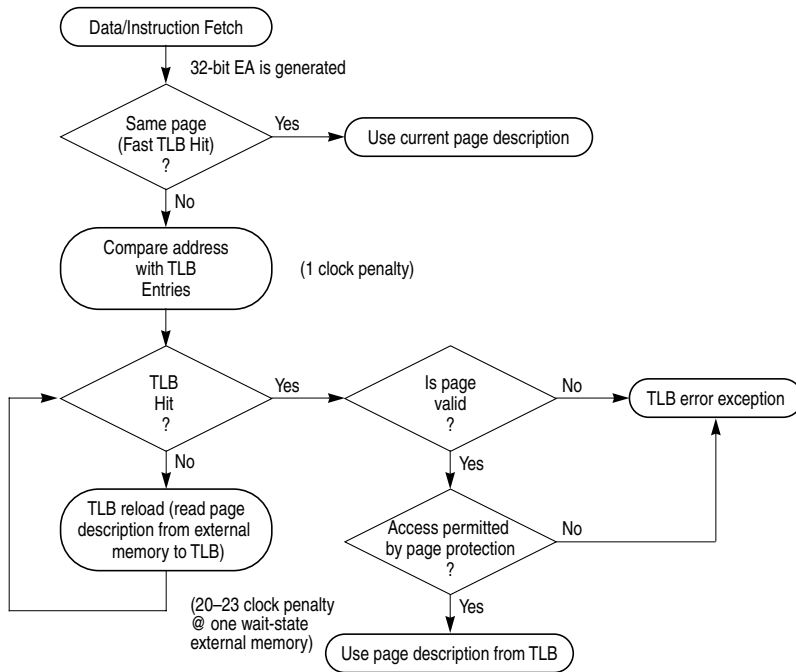 Data/Instruction Fetch
32-bit EA is generated
Same page
(Fast TLB Hit)
?
Yes
Use current page description
No
Compare address
with TLB
Entries
(1 clock penalty)
TLB
Hit
?
Yes
Is page
valid
?
No
TLB error exception
No
Yes
TLB reload (read page
description from external
memory to TLB)
Access permitted
by page protection
?
No
(20–23 clock penalty
@ one wait-state
external memory)
Yes
Use page description from TLB